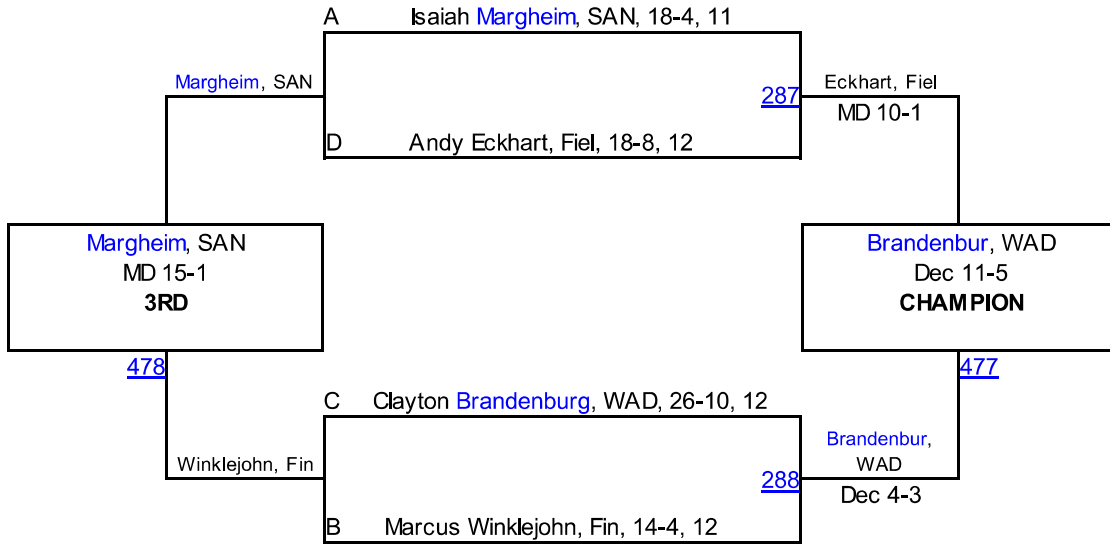 A Isaiah Margheim, SAN, 18-4, 11
Margheim, SAN
287
Eckhart, Fiel
MD 10-1
D Andy Eckhart, Fiel, 18-8, 12
Margheim, SAN
MD 15-1
3RD
Brandenbur, WAD
Dec 11-5
CHAMPION
478
477
C Clayton Brandenburg, WAD, 26-10, 12
Winklejohn, Fin
288
Brandenbur,
WAD
Dec 4-3
B Marcus Winklejohn, Fin, 14-4, 12